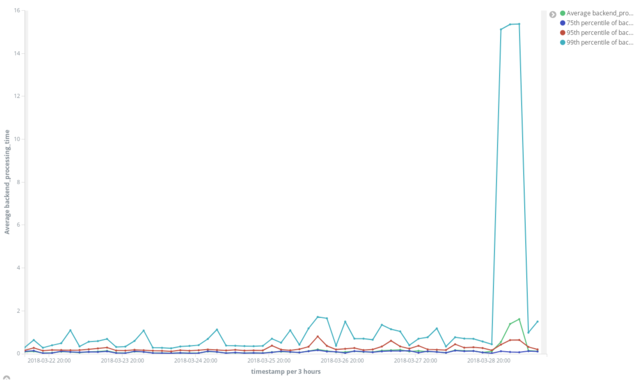 16
14
12
10
8
6
4
2
0
Average backend_processing_time
2018-03-22 20:00
2018-03-23 20:00
2018-03-24 20:00
2018-03-25 20:00
2018-03-26 20:00
2018-03-27 20:00
2018-03-28 20:00
timestamp per 3 hours
Average backend_pro...
75th percentile of bac...
95th percentile of bac...
99th percentile of bac...